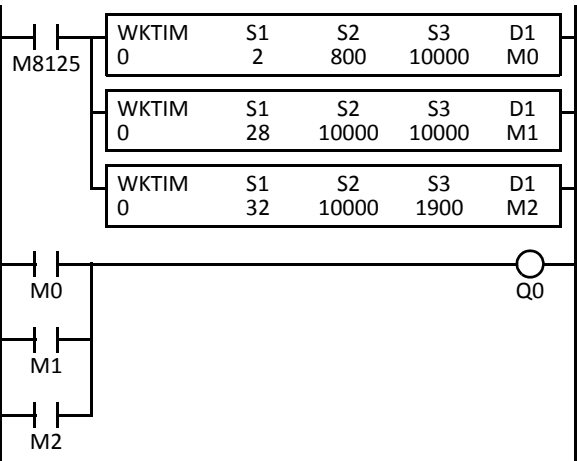 WKTIM S1 S2 S3 D1
0 2 800 10000 M0
M8125
WKTIM S1 S2 S3 D1
0 28 10000 10000 M1
WKTIM S1 S2 S3 D1
0 32 10000 1900 M2
M0 Q0
M1
M2